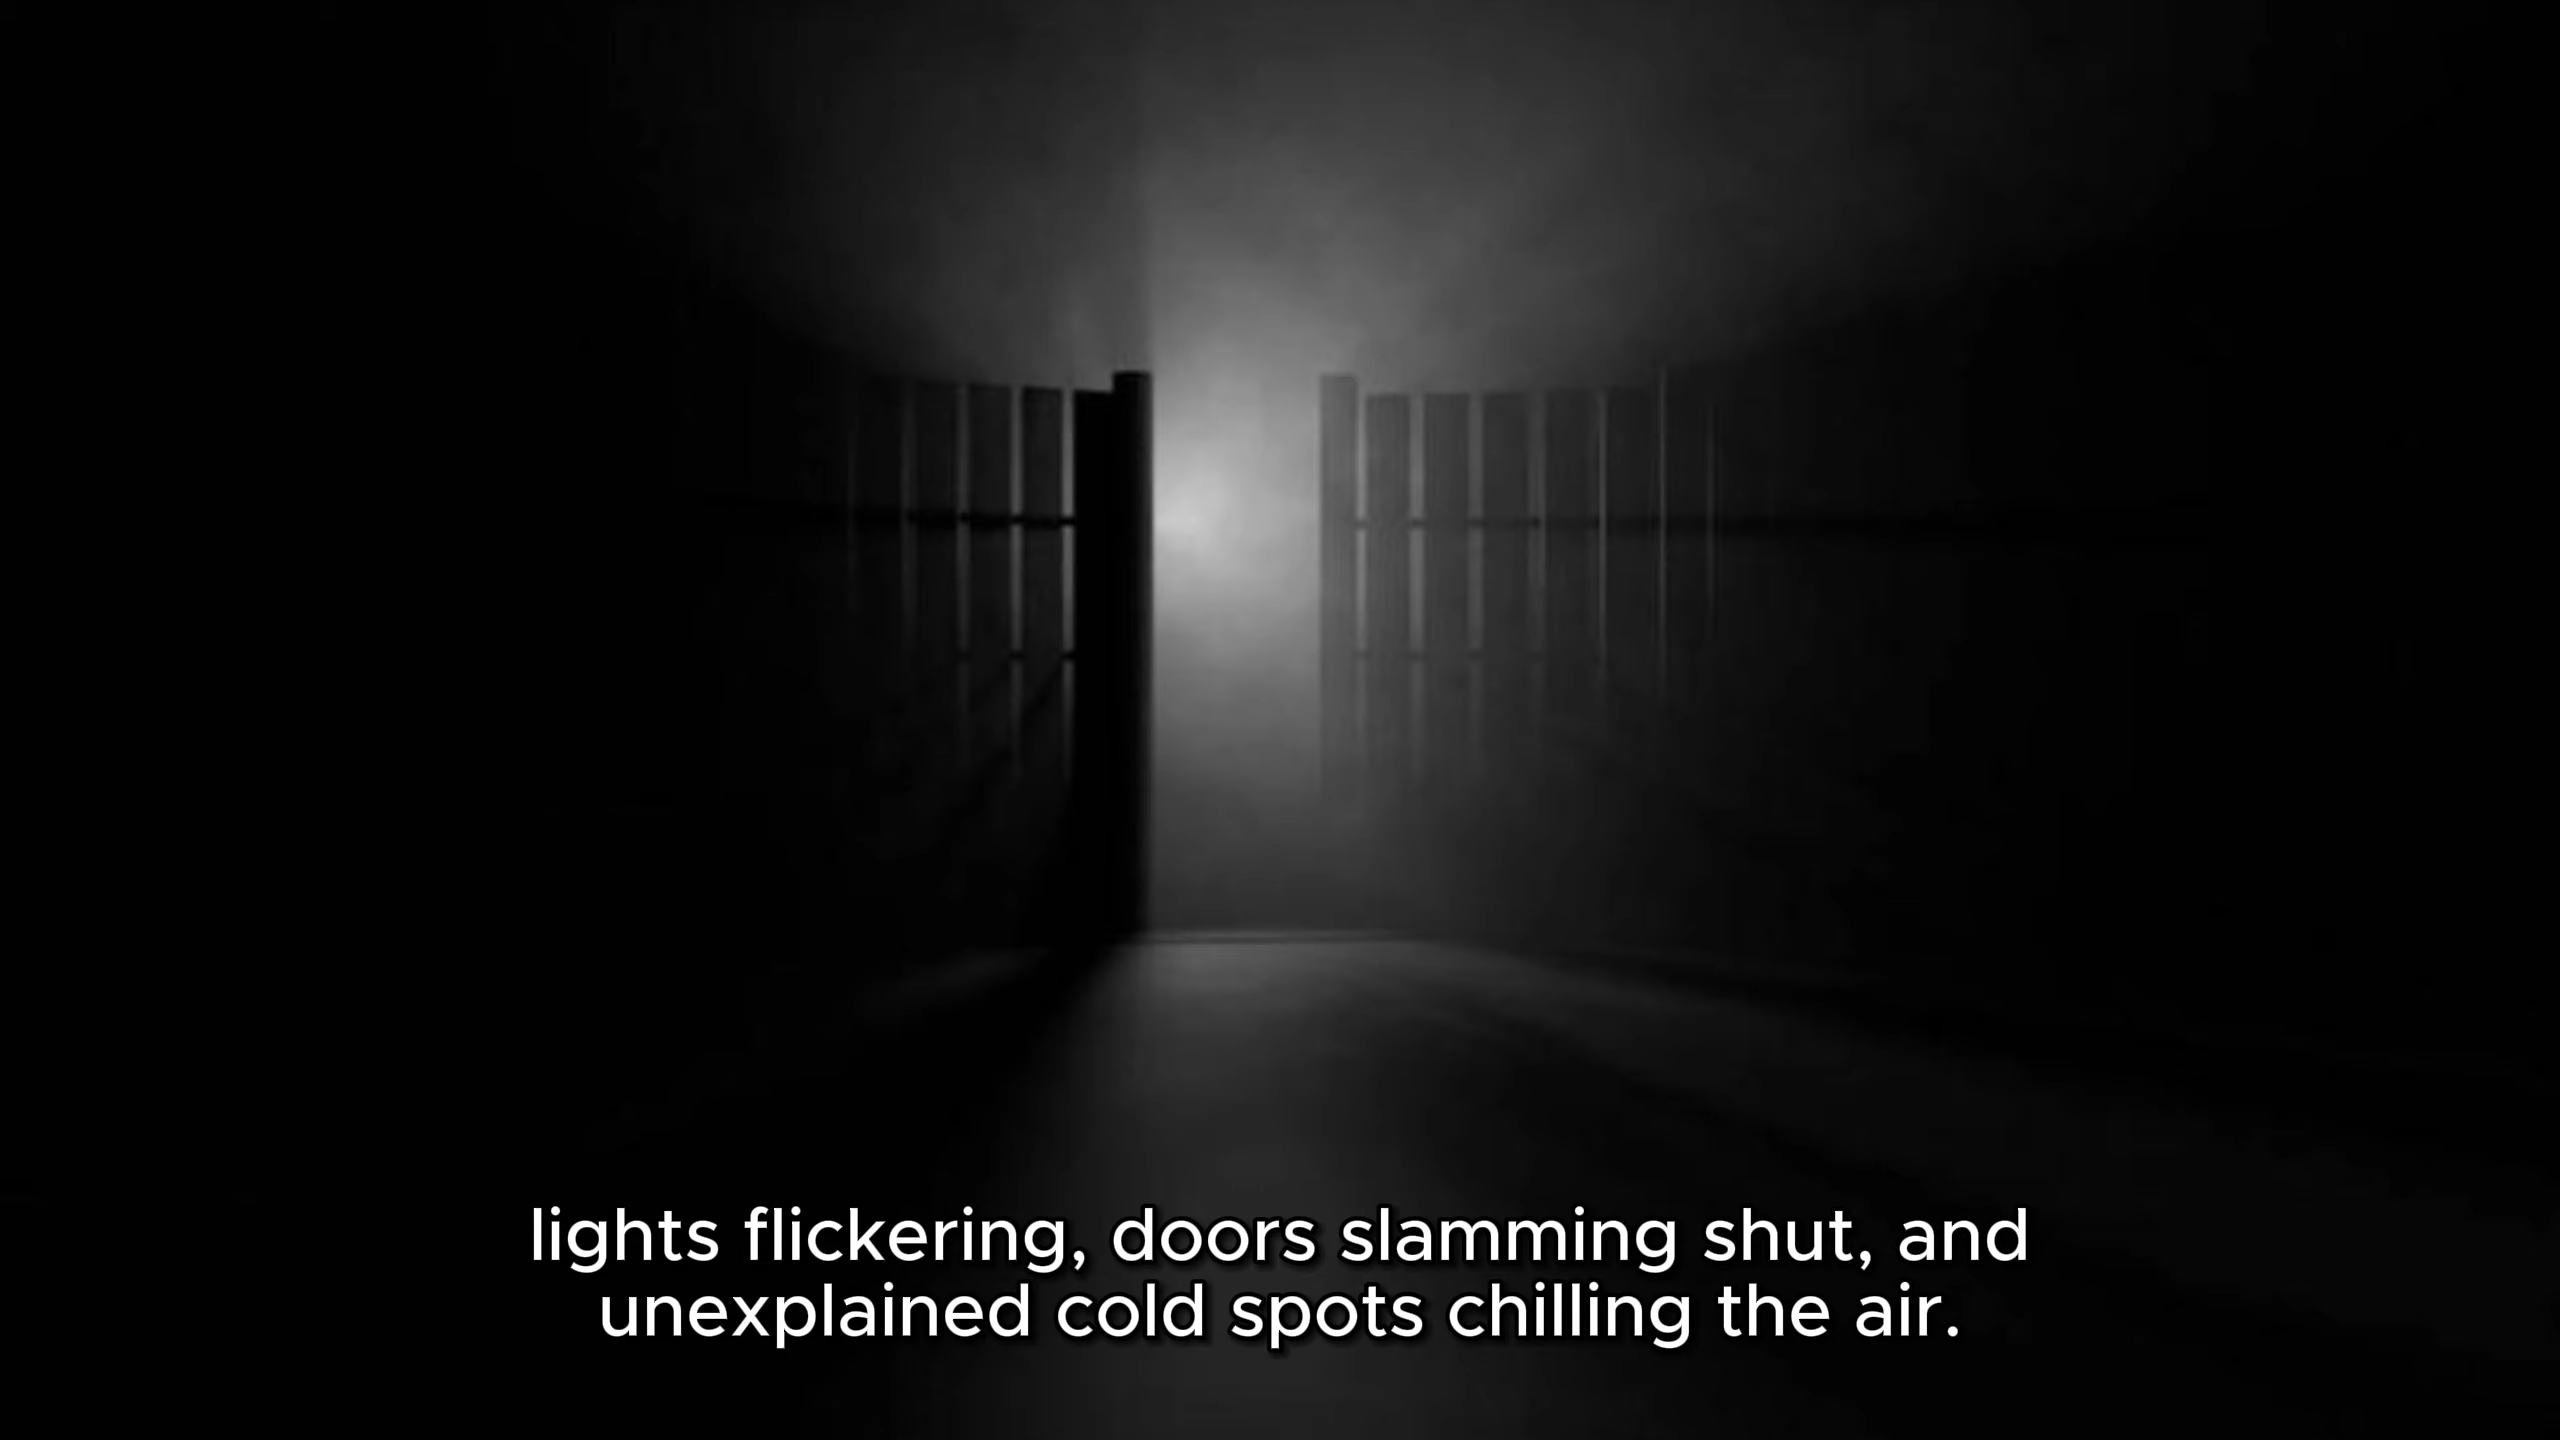 lights flickering, doors slamming shut, and
unexplained cold spots chilling the air.